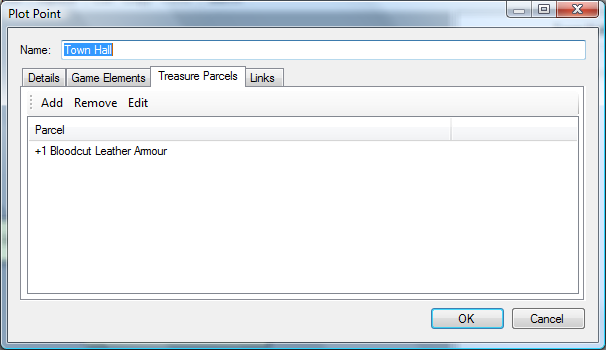 Plot Point
Name: Town Hall
Details Game Elements Treasure Parcels Links
Add Remove Edit
Parcel
+1 Bloodcut Leather Armour
OK Cancel